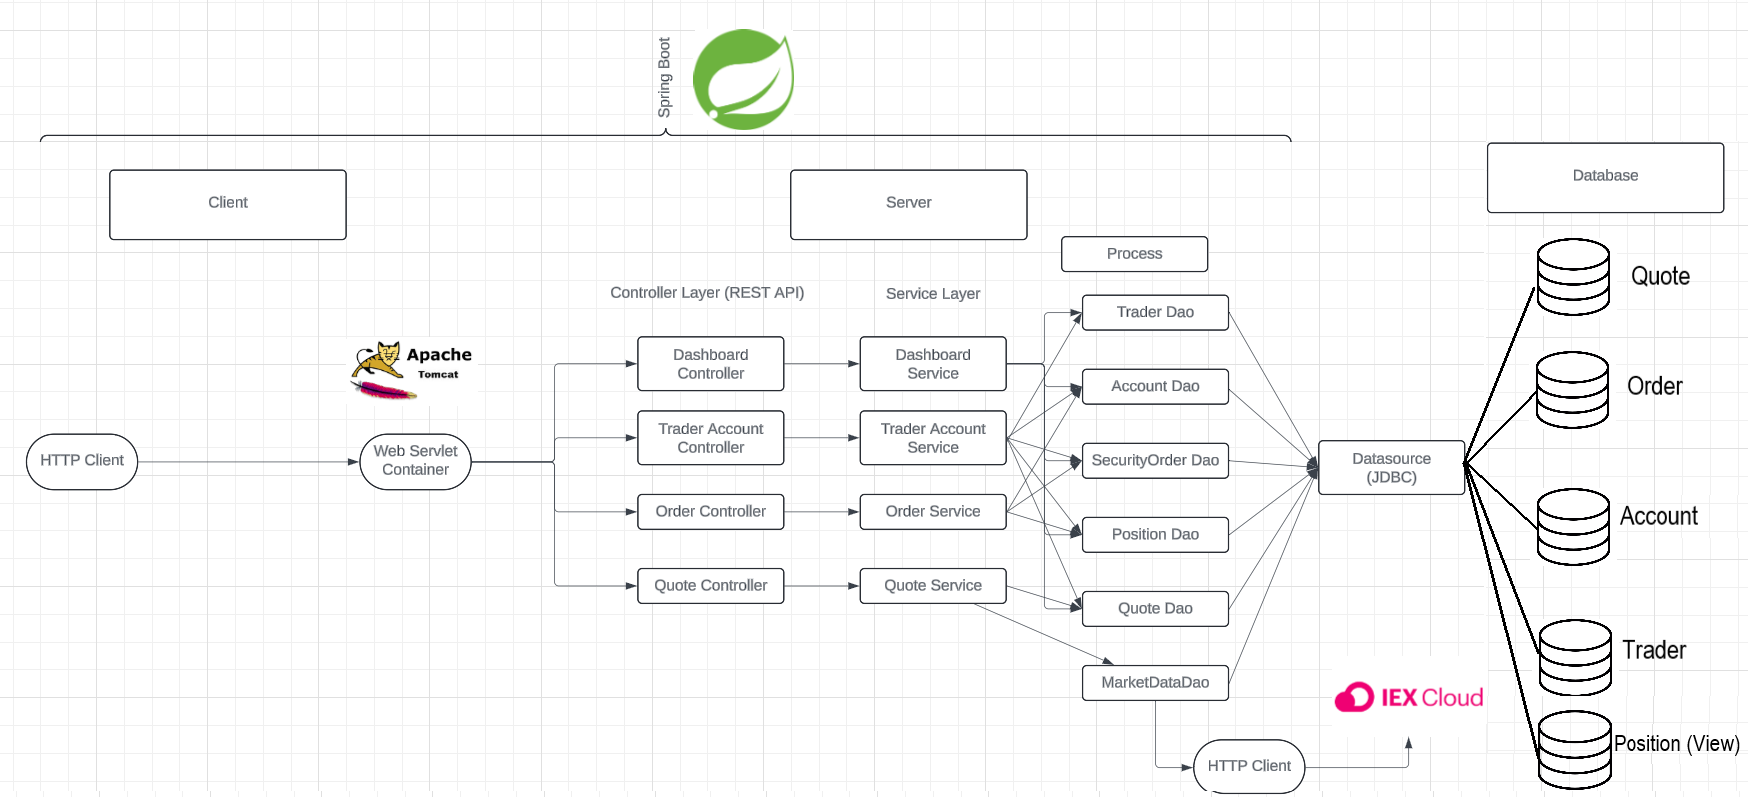 Spring Boot
Client
Server
Database
Process
Controller Layer (REST API)
Service Layer
Trader Dao
Quote
Dashboard
Controller
Dashboard
Service
Account Dao
Order
Apache
Tomcat
Trader Account
Controller
Trader Account
Service
HTTP Client
Web Servlet
Container
SecurityOrder Dao
Datasource
(JDBC)
Order Controller
Order Service
Position Dao
Account
Quote Controller
Quote Service
Quote Dao
Trader
MarketDataDao
IEX Cloud
Position (View)
HTTP Client